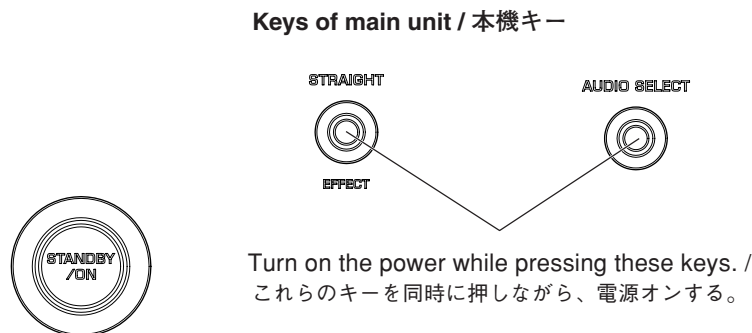 Keys of main unit / 本機キー
STRAIGHT
AUDIO SELECT
EFFECT
STANDBY
/ON
Turn on the power while pressing these keys. /
これらのキーを同時に押しながら、電源オンする。